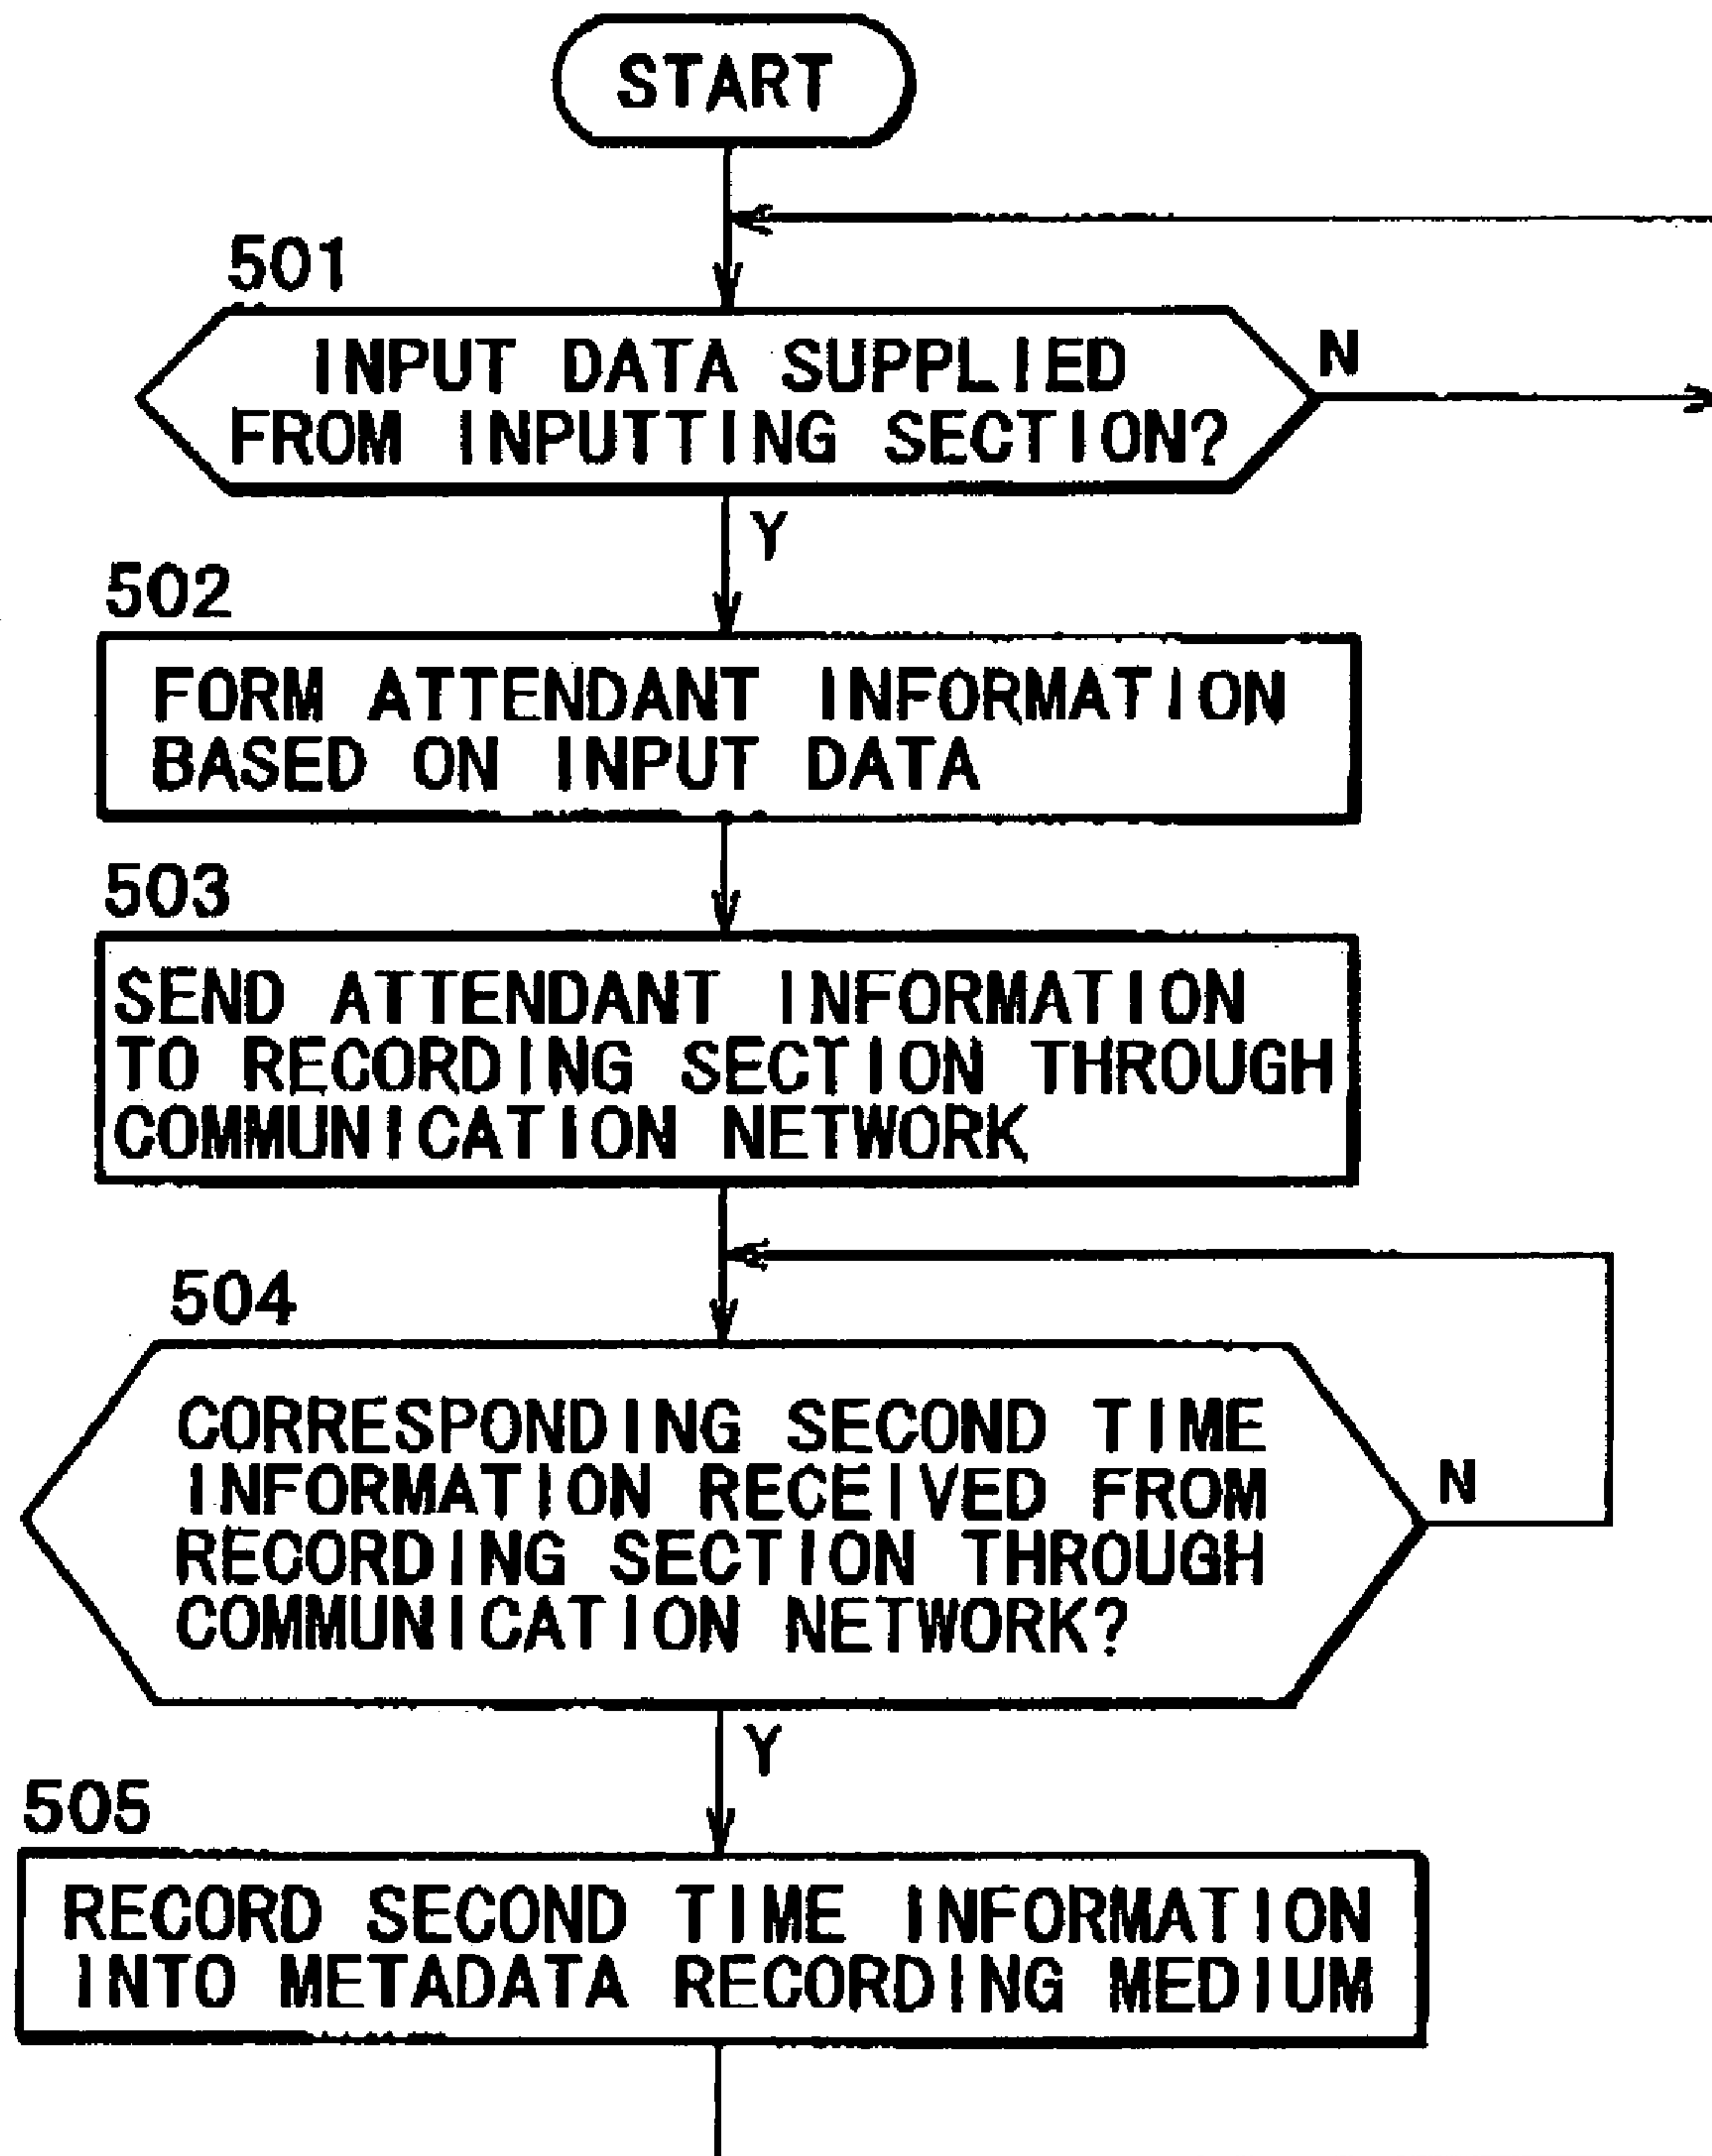 START
501
INPUT DATA SUPPLIED
FROM INPUTTING SECTION?
N
Y
502
FORM ATTENDANT INFORMATION
BASED ON INPUT DATA
503
SEND ATTENDANT INFORMATION
TO RECORDING SECTION THROUGH
COMMUNICATION NETWORK
504
CORRESPONDING SECOND TIME
INFORMATION RECEIVED FROM
RECORDING SECTION THROUGH
COMMUNICATION NETWORK?
N
Y
505
RECORD SECOND TIME INFORMATION
INTO METADATA RECORDING MEDIUM